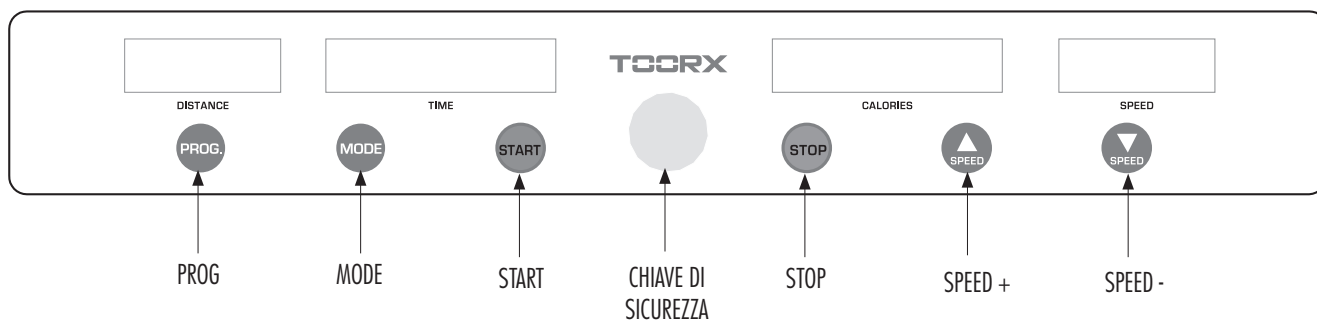 TOORX
DISTANCE TIME CALORIES SPEED
PROG. MODE START STOP SPEED SPEED
PROG MODE START CHIAVE DI SICUREZZA STOP SPEED + SPEED -